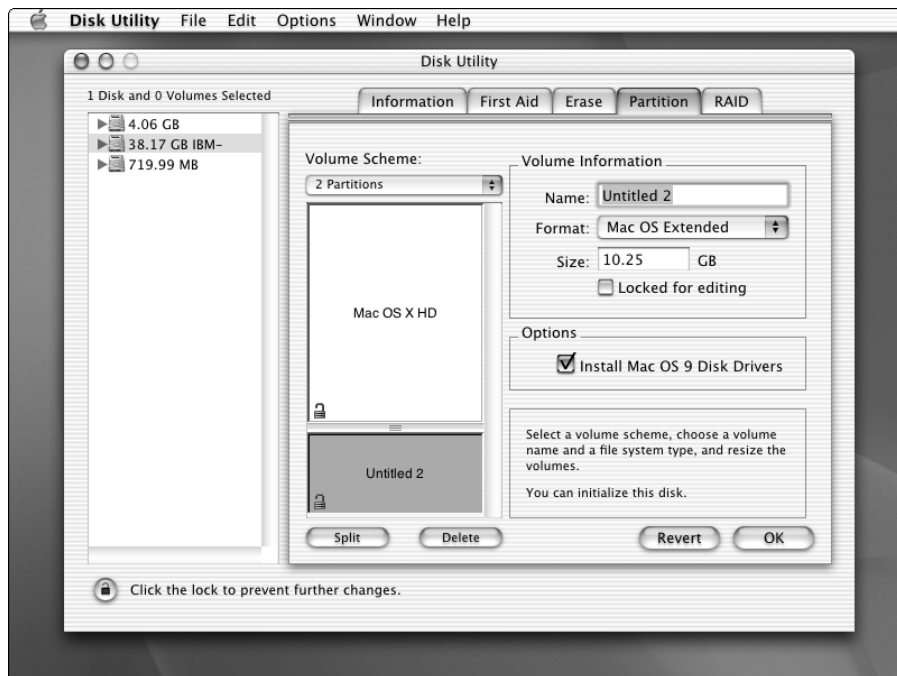 Disk Utility File Edit Options Window Help
Disk Utility
1 Disk and 0 Volumes Selected
Information First Aid Erase Partition RAID
4.06 GB
38.17 GB IBM-
719.99 MB
Volume Scheme:
2 Partitions
Mac OS X HD
Untitled 2
Split Delete
Volume Information
Name: Untitled 2
Format: Mac OS Extended
Size: 10.25 GB
Locked for editing
Options
Install Mac OS 9 Disk Drivers
Select a volume scheme, choose a volume
name and a file system type, and resize the
volumes.
You can initialize this disk.
Revert OK
Click the lock to prevent further changes.